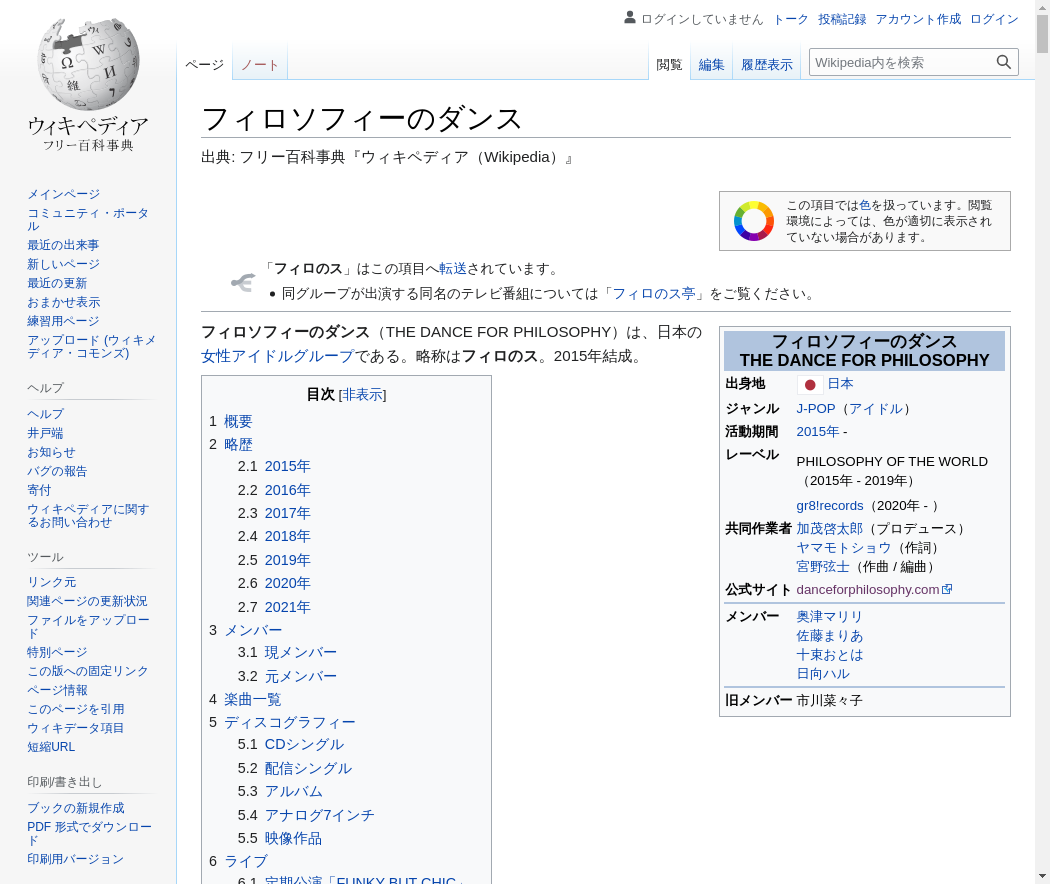 ログインしていません トーク 投稿記録 アカウント作成 ログイン
ページ ノート 閲覧 編集 履歴表示 Wikipedia内を検索
ウィキペディア
フリー百科事典
メインページ
コミュニティ・ポータ
ル
最近の出来事
新しいページ
最近の更新
おまかせ表示
練習用ページ
アップロード (ウィキメ
ディア・コモンズ)
ヘルプ
ヘルプ
井戸端
お知らせ
バグの報告
寄付
ウィキペディアに関す
るお問い合わせ
ツール
リンク元
関連ページの更新状況
ファイルをアップロー
ド
特別ページ
この版への固定リンク
ページ情報
このページを引用
ウィキデータ項目
短縮URL
印刷/書き出し
ブックの新規作成
PDF 形式でダウンロー
ド
印刷用バージョン
フィロソフィーのダンス
出典: フリー百科事典『ウィキペディア（Wikipedia）』
この項目では色を扱っています。閲覧
環境によっては、色が適切に表示され
ていない場合があります。
「フィロのス」はこの項目へ転送されています。
• 同グループが出演する同名のテレビ番組については「フィロのス亭」をご覧ください。
フィロソフィーのダンス（THE DANCE FOR PHILOSOPHY）は、日本の
女性アイドルグループである。略称はフィロのス。2015年結成。
目次 [非表示]
1 概要
2 略歴
2.1 2015年
2.2 2016年
2.3 2017年
2.4 2018年
2.5 2019年
2.6 2020年
2.7 2021年
3 メンバー
3.1 現メンバー
3.2 元メンバー
4 楽曲一覧
5 ディスコグラフィー
5.1 CDシングル
5.2 配信シングル
5.3 アルバム
5.4 アナログ7インチ
5.5 映像作品
6 ライブ
6.1 定期公演「FUNKY BUT CHIC」
フィロソフィーのダンス
THE DANCE FOR PHILOSOPHY
出身地 日本
ジャンル J-POP（アイドル）
活動期間 2015年 -
レーベル PHILOSOPHY OF THE WORLD
（2015年 - 2019年）
gr8!records（2020年 - ）
共同作業者 加茂啓太郎（プロデュース）
ヤマモトショウ（作詞）
宮野弦士（作曲 / 編曲）
公式サイト danceforphilosophy.com
メンバー 奥津マリリ
佐藤まりあ
十束おとは
日向ハル
旧メンバー 市川菜々子